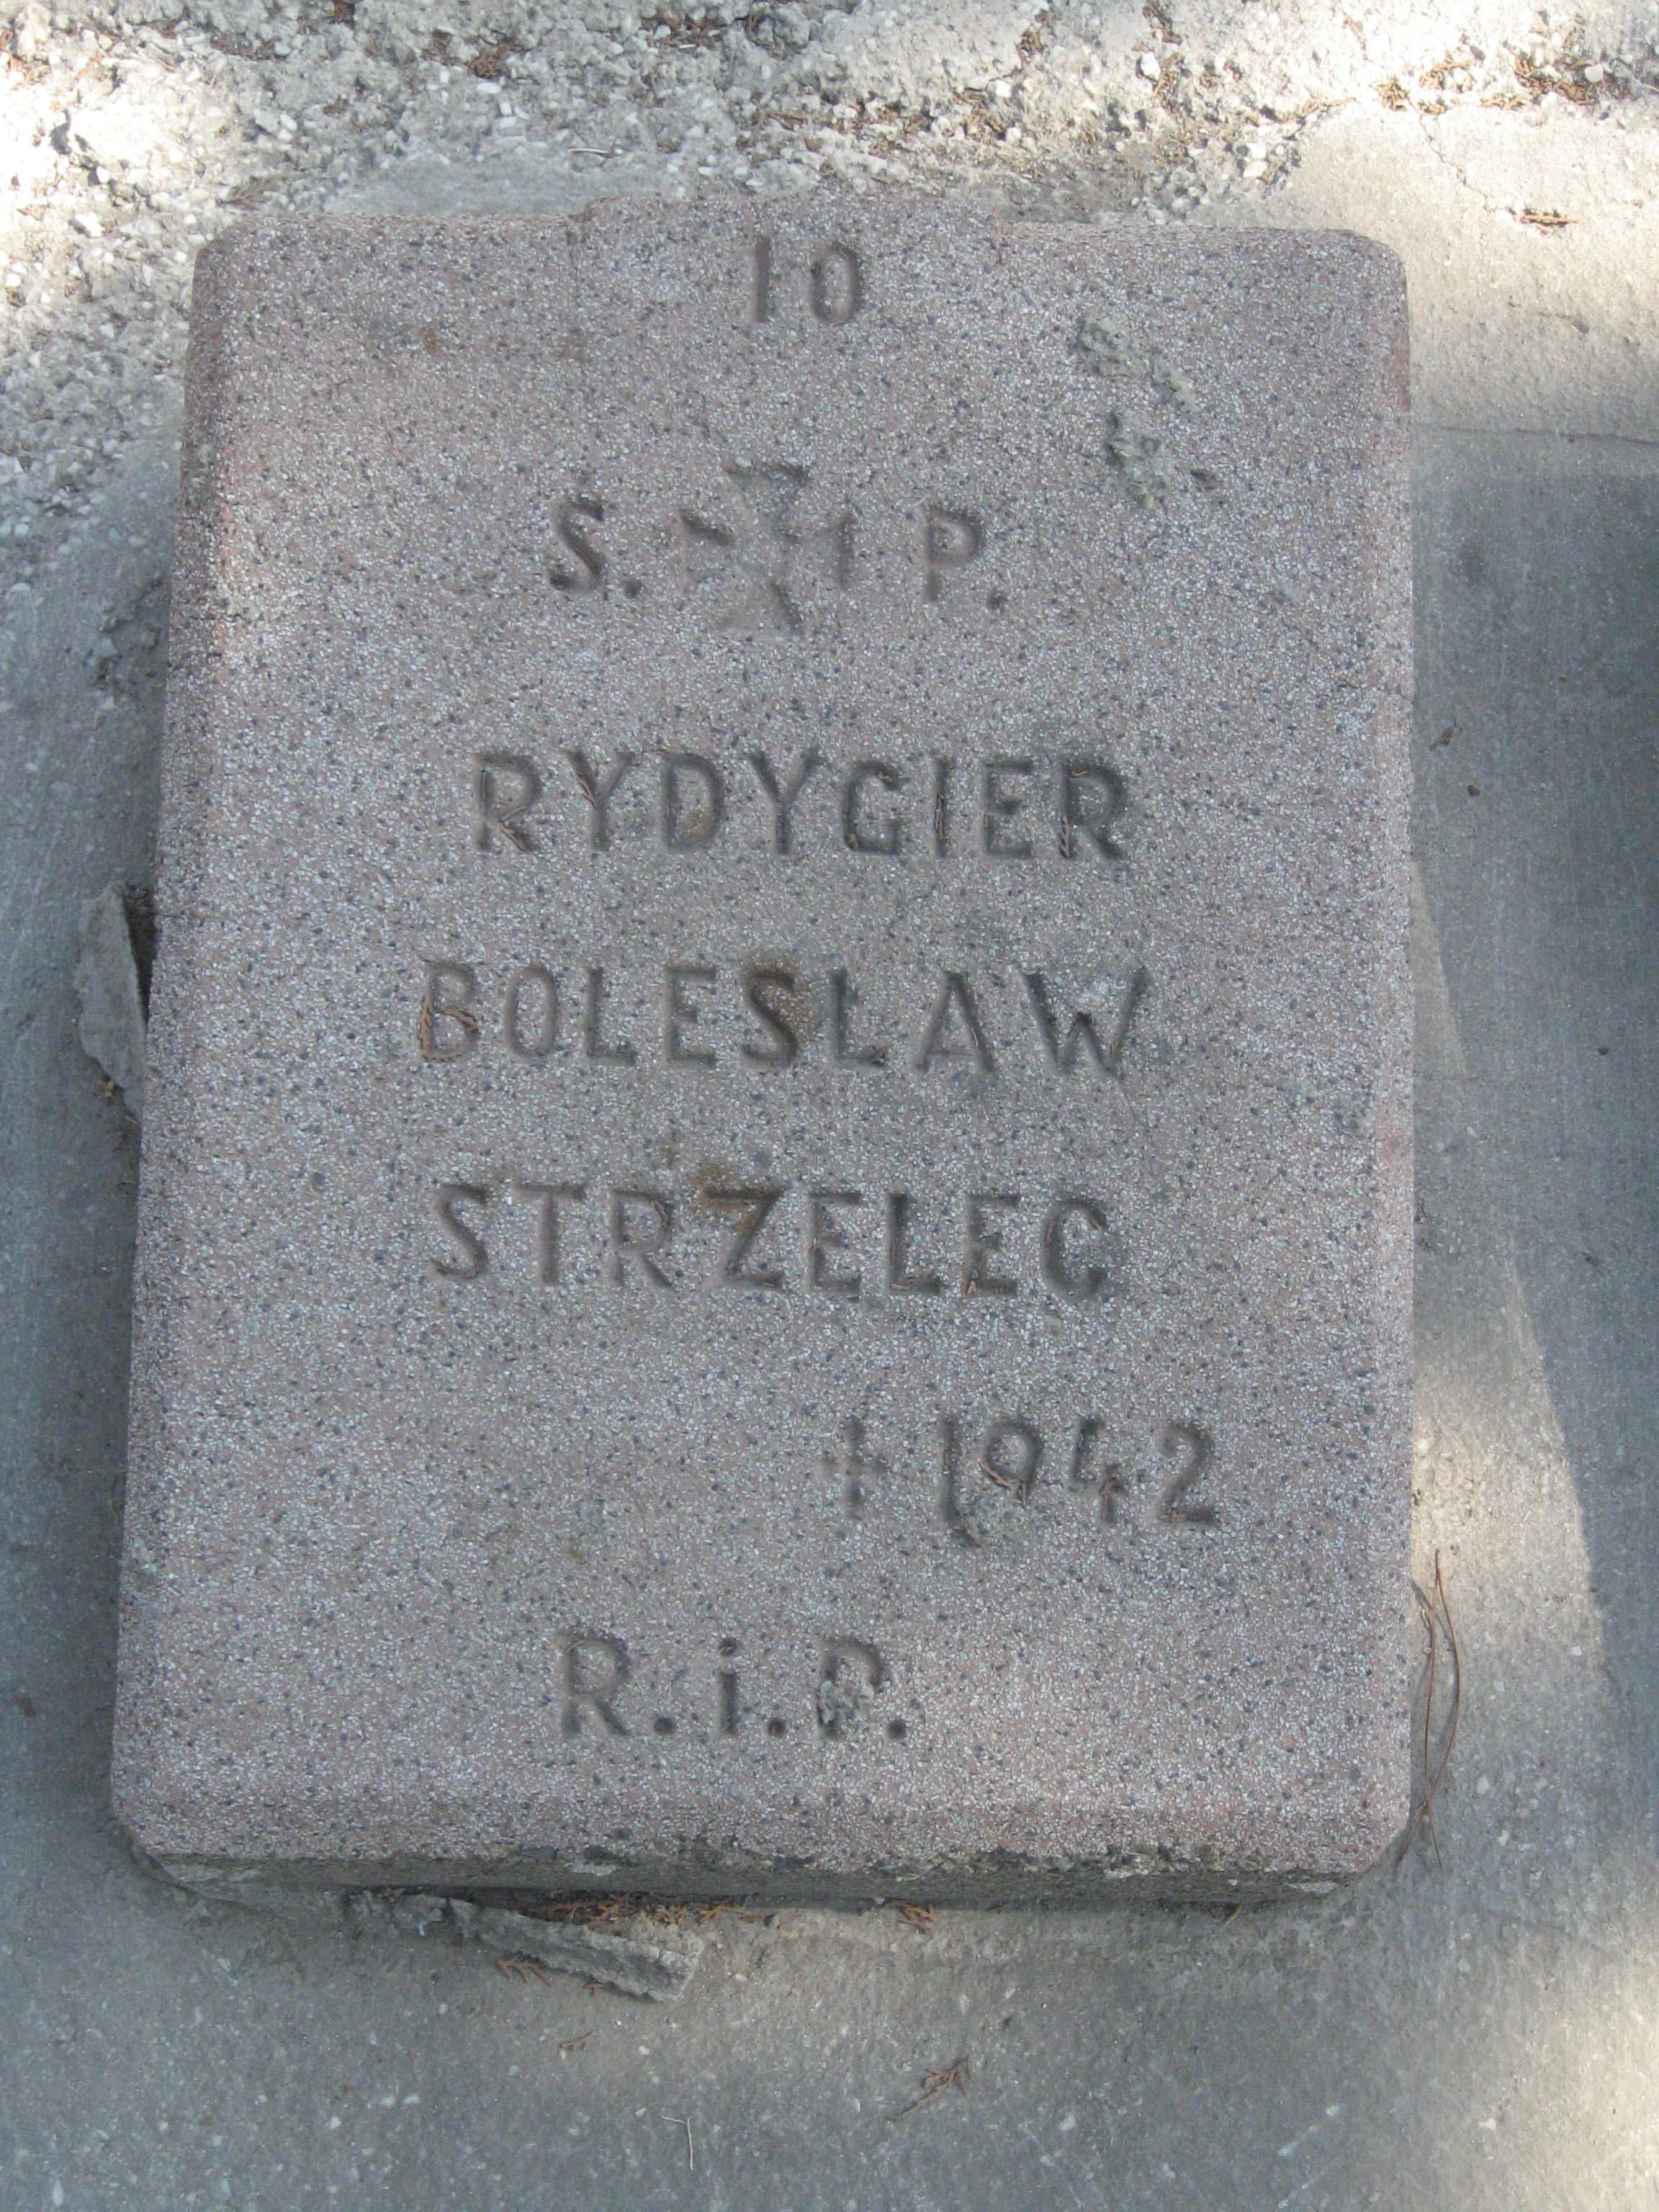 10
S. P.
RYDYGIER
BOLESLAW
STRZELEC
+ 1942
R.i.P.